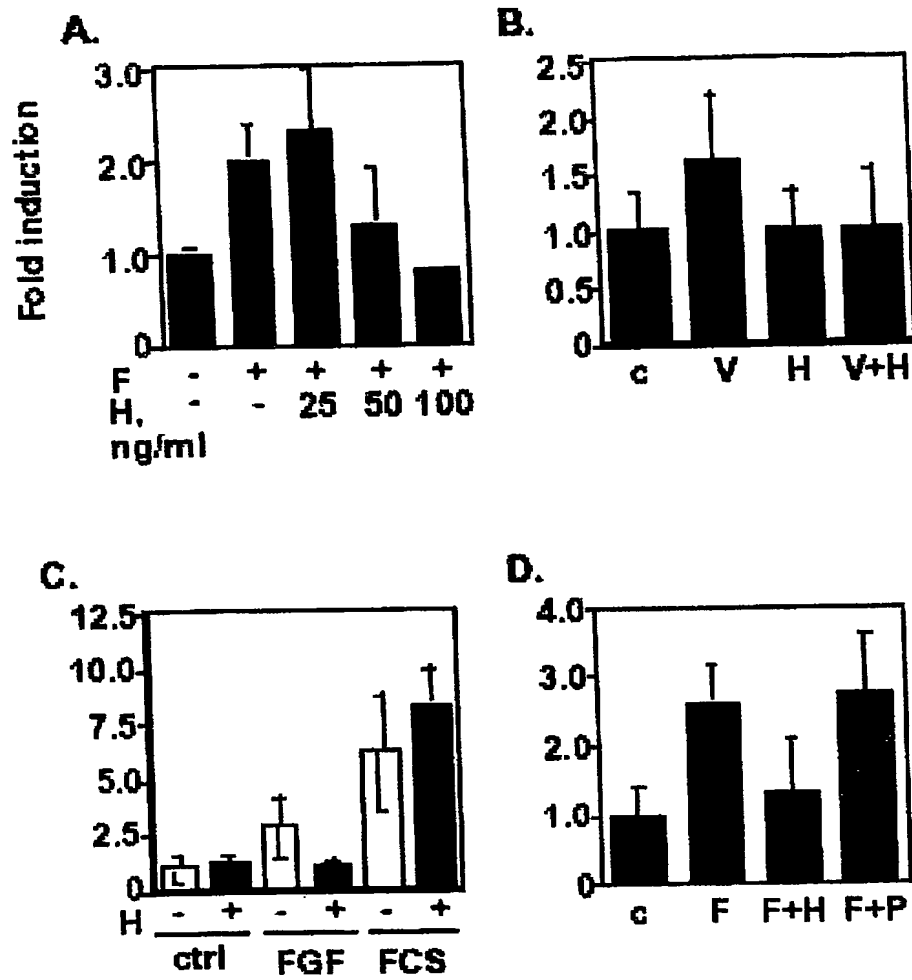 A.
Fold induction
3.0
2.0
1.0
0
F - + + + +
H, - - 25 50 100
ng/ml
B.
2.5
2.0
1.5
1.0
0.5
0
c V H V+H
C.
12.5
10.0
7.5
5.0
2.5
0
H - + - + - +
ctrl FGF FCS
D.
4.0
3.0
2.0
1.0
0
c F F+H F+P